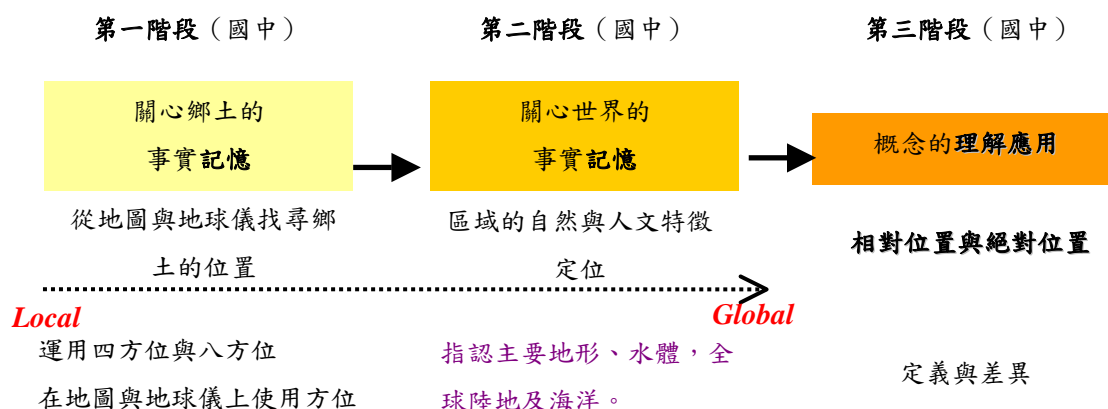 第一階段（國中）
第二階段（國中）
第三階段（國中）
關心鄉土的
事實記憶
關心世界的
事實記憶
概念的理解應用
從地圖與地球儀找尋鄉
土的位置
區域的自然與人文特徵
定位
相對位置與絕對位置
Local
Global
運用四方位與八方位
在地圖與地球儀上使用方位
指認主要地形、水體，全
球陸地及海洋。
定義與差異